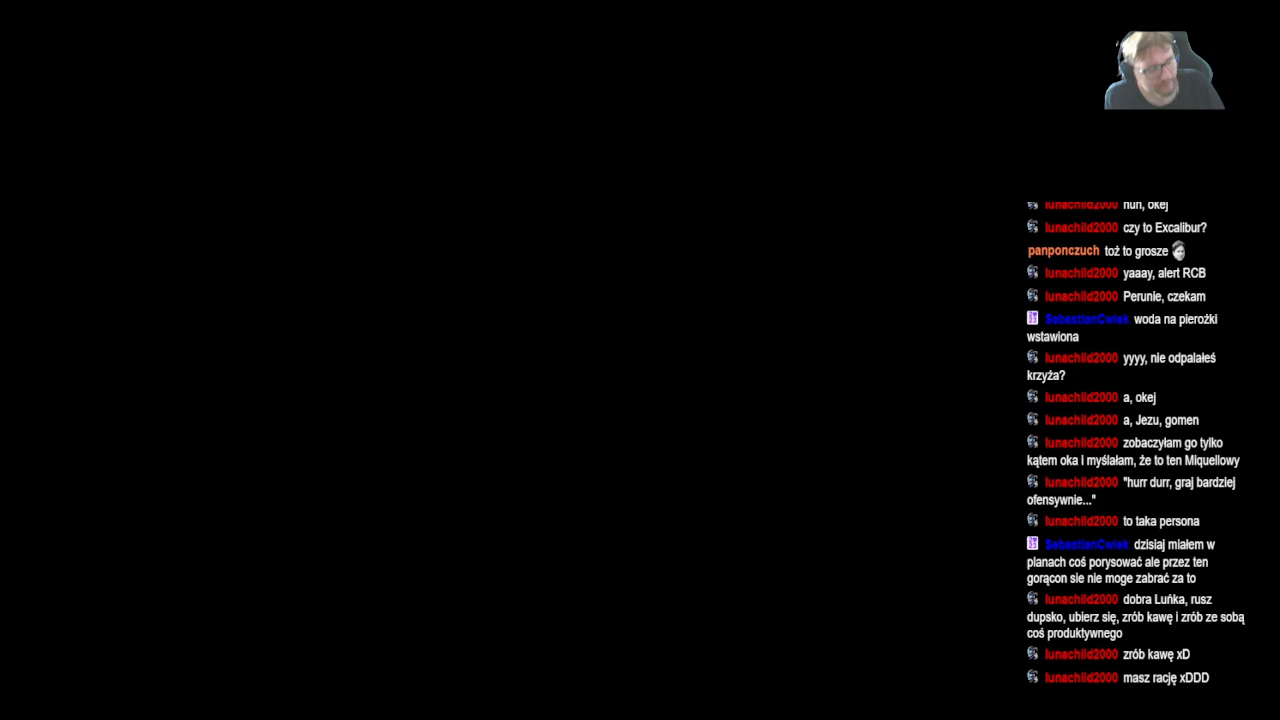 lunachild2000 huh, okej
lunachild2000 czy to Excalibur?
panponczuch toż to grosze
lunachild2000 yaaay, alert RCB
lunachild2000 Perunie, czekam
SebastianCwiek woda na pierożki
wstawiona
lunachild2000 yyyy, nie odpalałeś
krzyża?
lunachild2000 a, okej
lunachild2000 a, Jezu, gomen
lunachild2000 zobaczyłam go tylko
kątem oka i myślałam, że to ten Miquellowy
lunachild2000 "hurr durr, graj bardziej
ofensywnie..."
lunachild2000 to taka persona
SebastianCwiek dzisiaj miałem w
planach coś porysować ale przez ten
gorącon sie nie moge zabrać za to
lunachild2000 dobra Luńka, rusz
dupsko, ubierz się, zrób kawę i zrób ze sobą
coś produktywnego
lunachild2000 zrób kawę xD
lunachild2000 masz rację xDDD